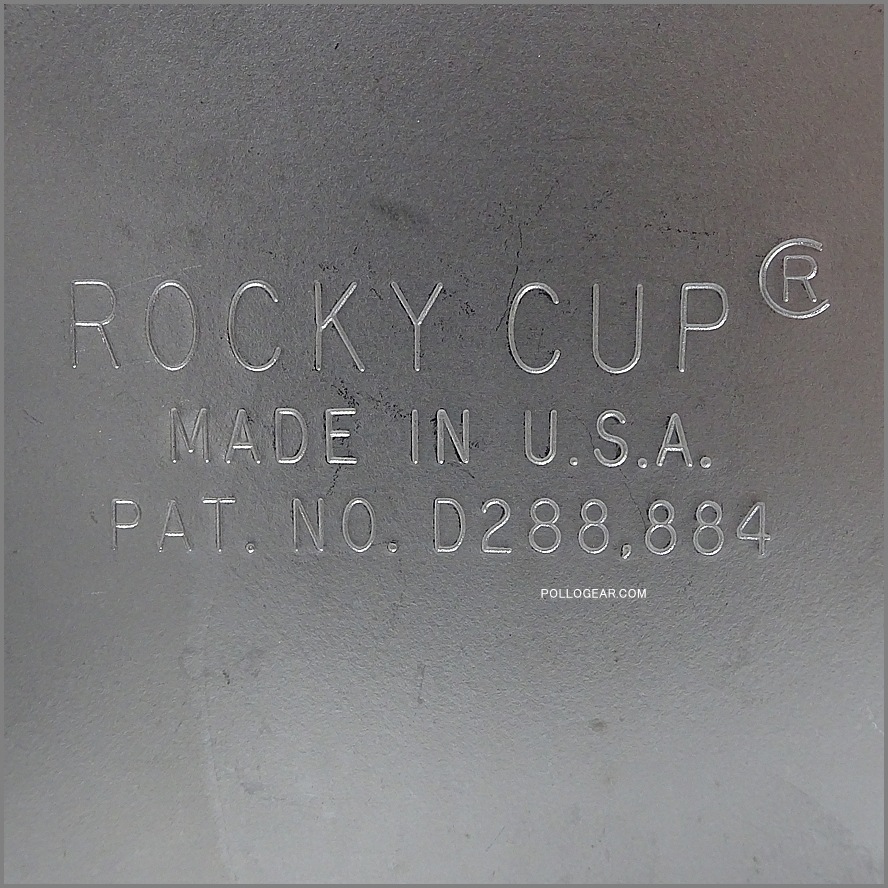 ROCKY CUP®
MADE IN U.S.A.
PAT. NO. D288,884
POLLOGEAR.COM